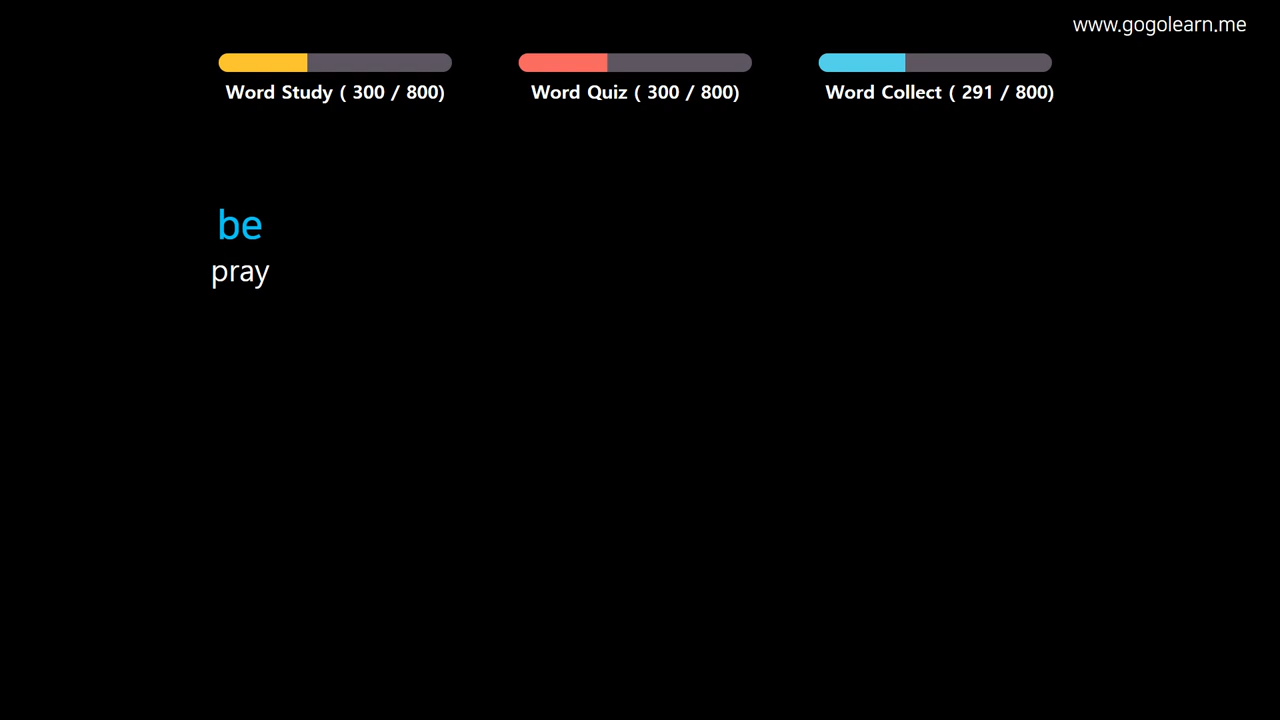 www.gogolearn.me
Word Study ( 300 / 800)
Word Quiz ( 300 / 800)
Word Collect ( 291 / 800)
be
pray